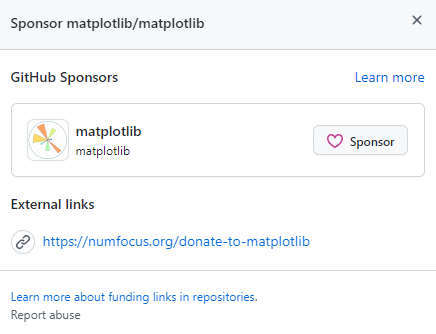 Sponsor matplotlib/matplotlib
GitHub Sponsors
Learn more
matplotlib
matplotlib
Sponsor
External links
https://numfocus.org/donate-to-matplotlib
Learn more about funding links in repositories.
Report abuse